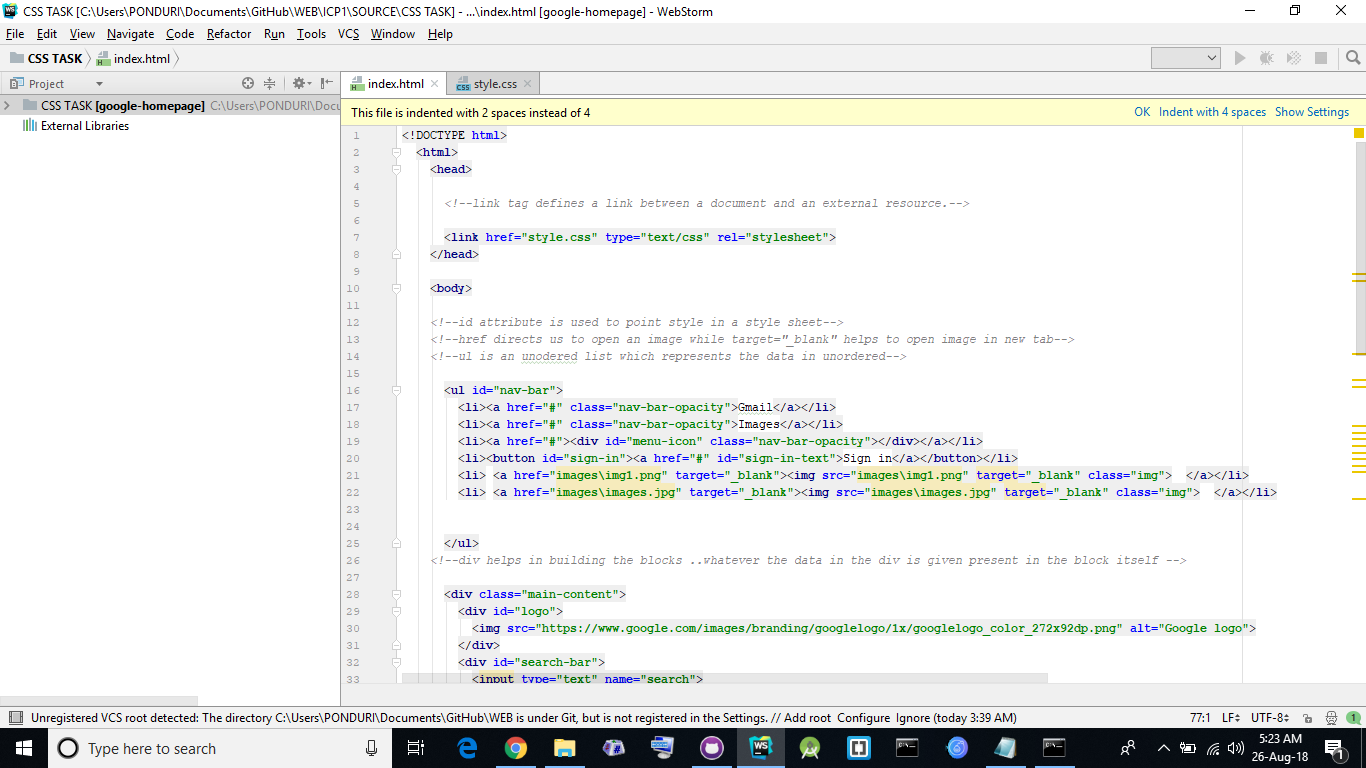 CSS TASK [C:\Users\PONDURI\Documents\GitHub\WEB\ICP1\SOURCE\CSS TASK] - ...\index.html [google-homepage] - WebStorm
File Edit View Navigate Code Refactor Run Tools VCS Window Help
CSS TASK index.html
Project
index.html style.css
CSS TASK [google-homepage] C:\Users\PONDURI\Docu
External Libraries
This file is indented with 2 spaces instead of 4 OK Indent with 4 spaces Show Settings
1 <!DOCTYPE html>
2 <html>
3 <head>
4
5 <!--link tag defines a link between a document and an external resource.-->
6
7 <link href="style.css" type="text/css" rel="stylesheet">
8 </head>
9
10 <body>
11
12 <!--id attribute is used to point style in a style sheet-->
13 <!--href directs us to open an image while target="_blank" helps to open image in new tab-->
14 <!--ul is an unodered list which represents the data in unordered-->
15
16 <ul id="nav-bar">
17 <li><a href="#" class="nav-bar-opacity">Gmail</a></li>
18 <li><a href="#" class="nav-bar-opacity">Images</a></li>
19 <li><a href="#"><div id="menu-icon" class="nav-bar-opacity"></div></a></li>
20 <li><button id="sign-in"><a href="#" id="sign-in-text">Sign in</a></button></li>
21 <li> <a href="images\img1.png" target="_blank"><img src="images\img1.png" target="_blank" class="img"> </a></li>
22 <li> <a href="images\images.jpg" target="_blank"><img src="images\images.jpg" target="_blank" class="img"> </a></li>
23
24
25 </ul>
26 <!--div helps in building the blocks ..whatever the data in the div is given present in the block itself -->
27
28 <div class="main-content">
29 <div id="logo">
30 <img src="https://www.google.com/images/branding/googlelogo/1x/googlelogo_color_272x92dp.png" alt="Google logo">
31 </div>
32 <div id="search-bar">
33 <input type="text" name="search">
Unregistered VCS root detected: The directory C:\Users\PONDURI\Documents\GitHub\WEB is under Git, but is not registered in the Settings. // Add root Configure Ignore (today 3:39 AM) 77:1 LF UTF-8 1
Type here to search
WS
5:23 AM
26-Aug-18
1